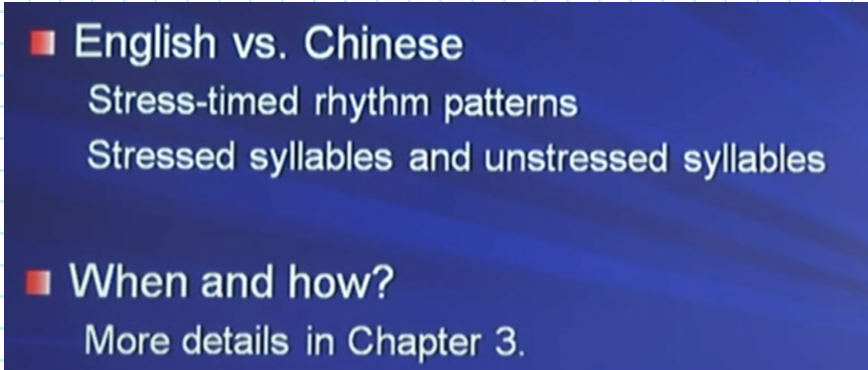 English vs. Chinese
Stress-timed rhythm patterns
Stressed syllables and unstressed syllables
When and how?
More details in Chapter 3.